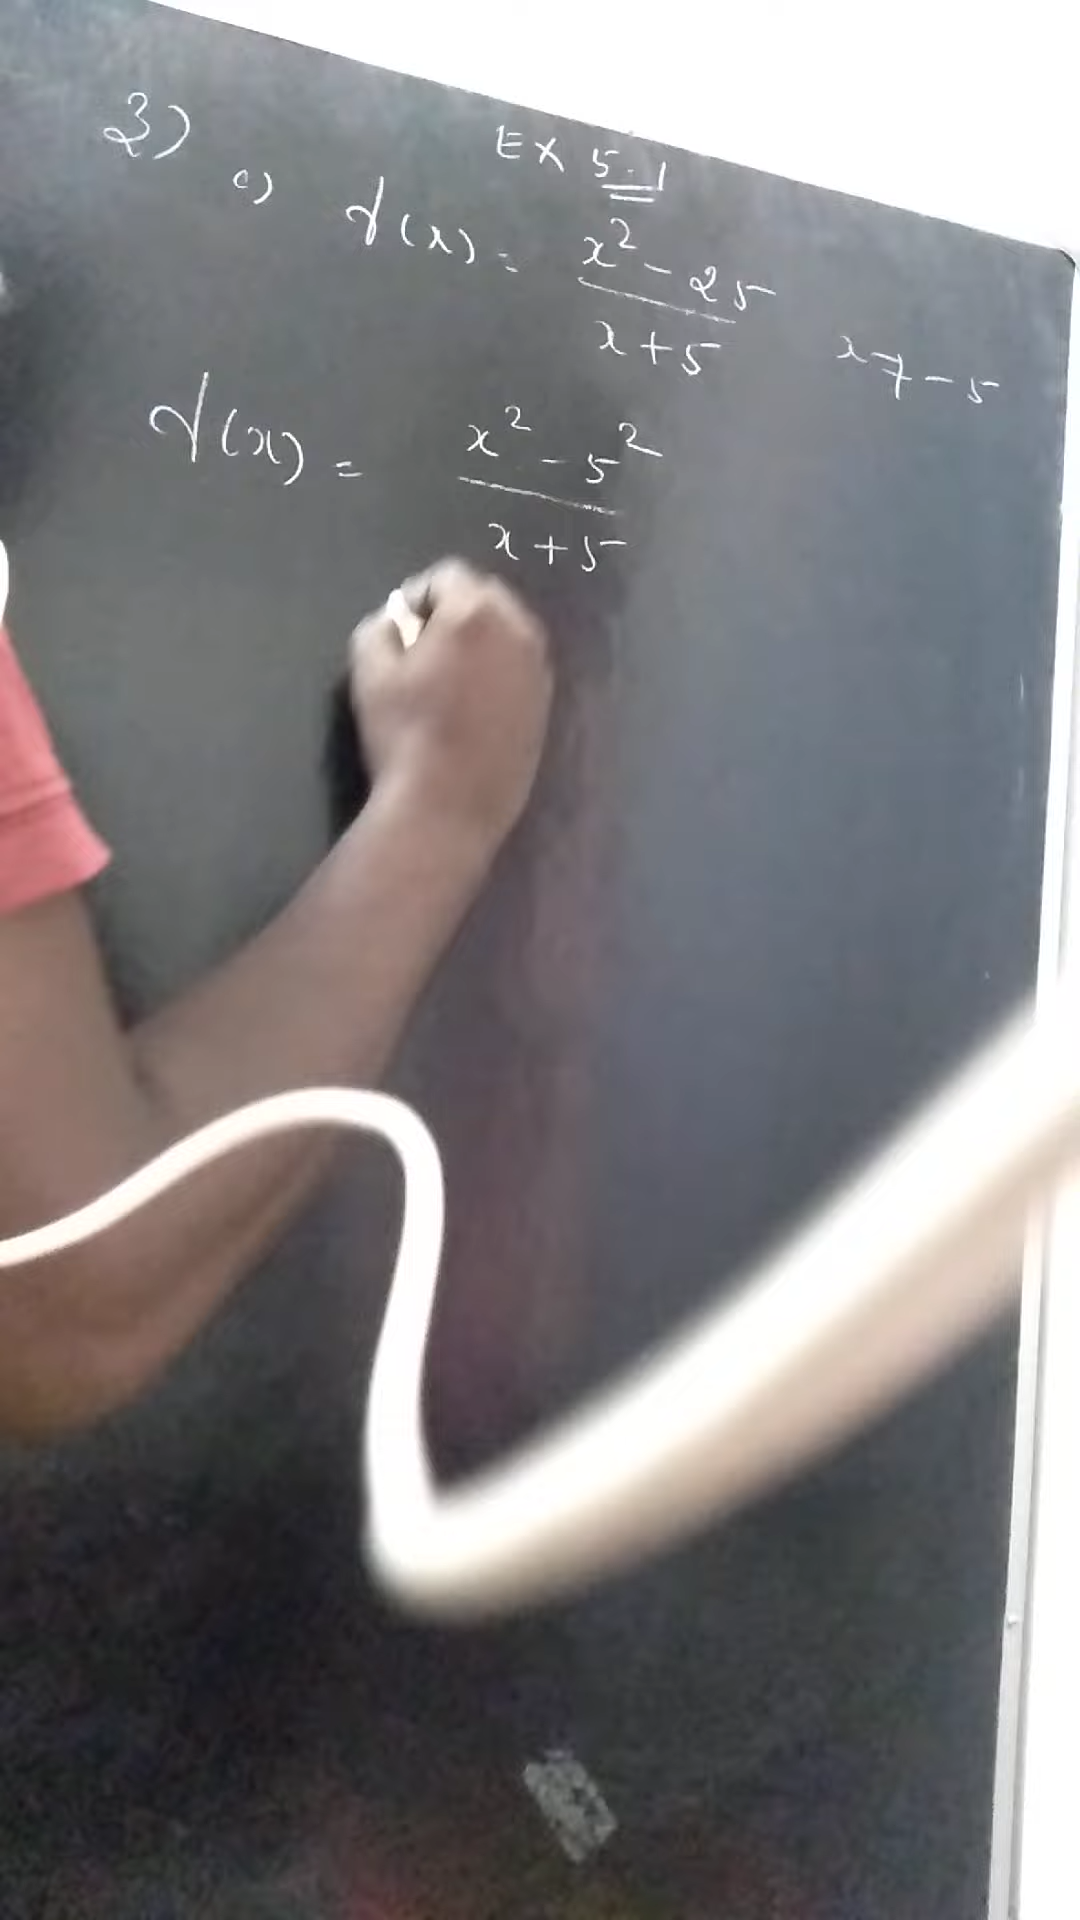 EX 5.1
3) c) f(x) = x² - 25 / x + 5 x ≠ - 5
f(x) = x² - 5² / x + 5